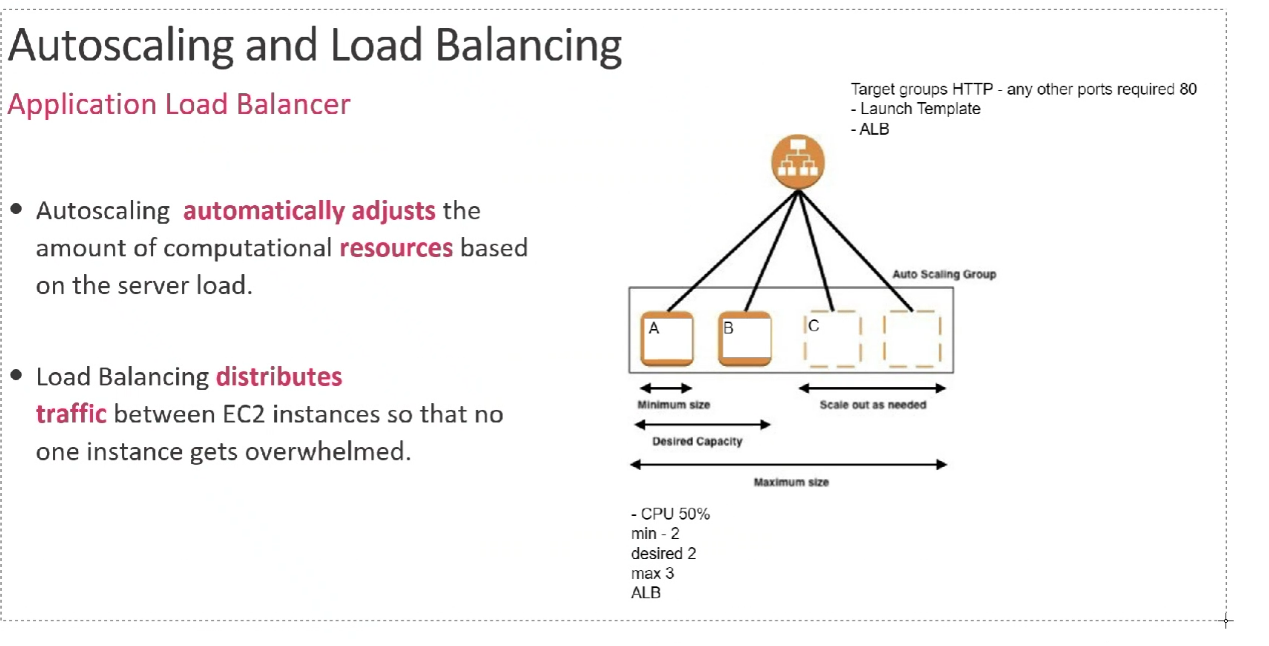 Autoscaling and Load Balancing
Application Load Balancer
Target groups HTTP - any other ports required 80
- Launch Template
- ALB
• Autoscaling automatically adjusts the
amount of computational resources based
on the server load.
• Load Balancing distributes
traffic between EC2 instances so that no
one instance gets overwhelmed.
Auto Scaling Group
A B C
Minimum size Scale out as needed
Desired Capacity
Maximum size
- CPU 50%
min - 2
desired 2
max 3
ALB